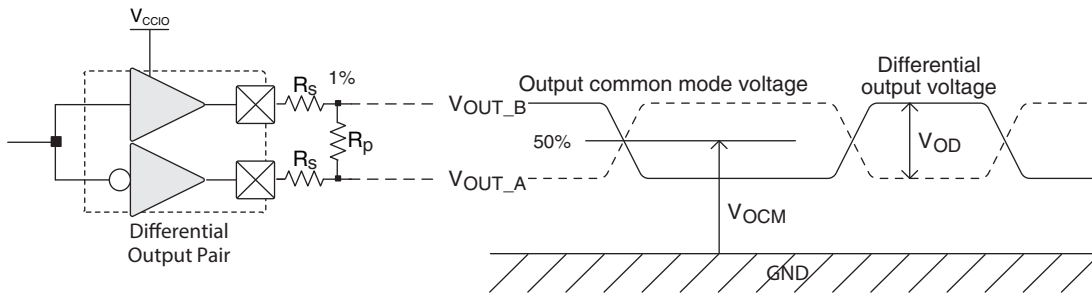 VCCIO
RS
1%
RP
RS
Differential
Output Pair
Output common mode voltage
Differential
output voltage
VOUT_B
50%
VOD
VOUT_A
VOCM
GND